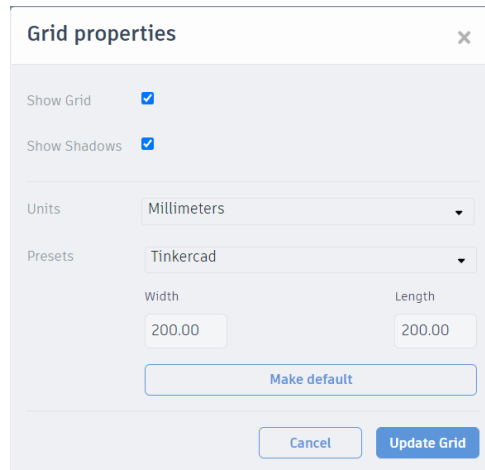 Grid properties
Show Grid
Show Shadows
Units Millimeters
Presets Tinkercad
Width Length
200.00 200.00
Make default
Cancel Update Grid